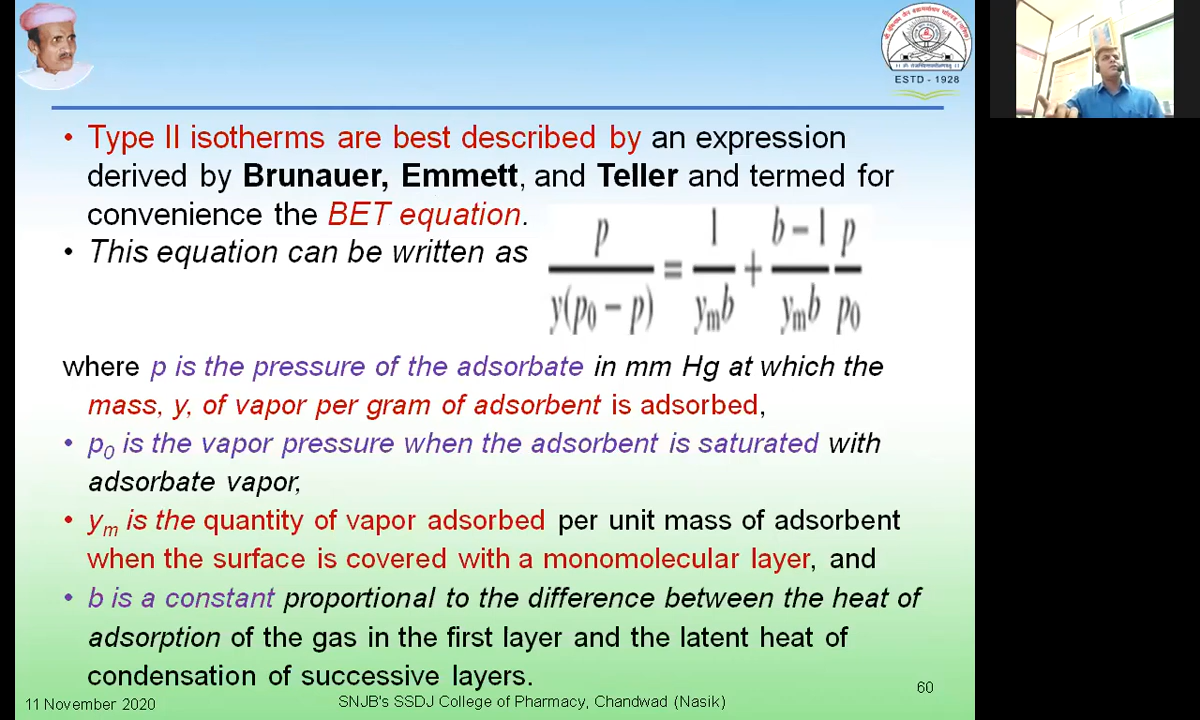 ESTD - 1928
• Type II isotherms are best described by an expression
derived by Brunauer, Emmett, and Teller and termed for
convenience the BET equation.
• This equation can be written as
p / y(p₀ − p) = 1 / yₘb + b − 1 / yₘb p / p₀
where p is the pressure of the adsorbate in mm Hg at which the
mass, y, of vapor per gram of adsorbent is adsorbed,
• p₀ is the vapor pressure when the adsorbent is saturated with
adsorbate vapor,
• yₘ is the quantity of vapor adsorbed per unit mass of adsorbent
when the surface is covered with a monomolecular layer, and
• b is a constant proportional to the difference between the heat of
adsorption of the gas in the first layer and the latent heat of
condensation of successive layers.
11 November 2020
SNJB's SSDJ College of Pharmacy, Chandwad (Nasik)
60